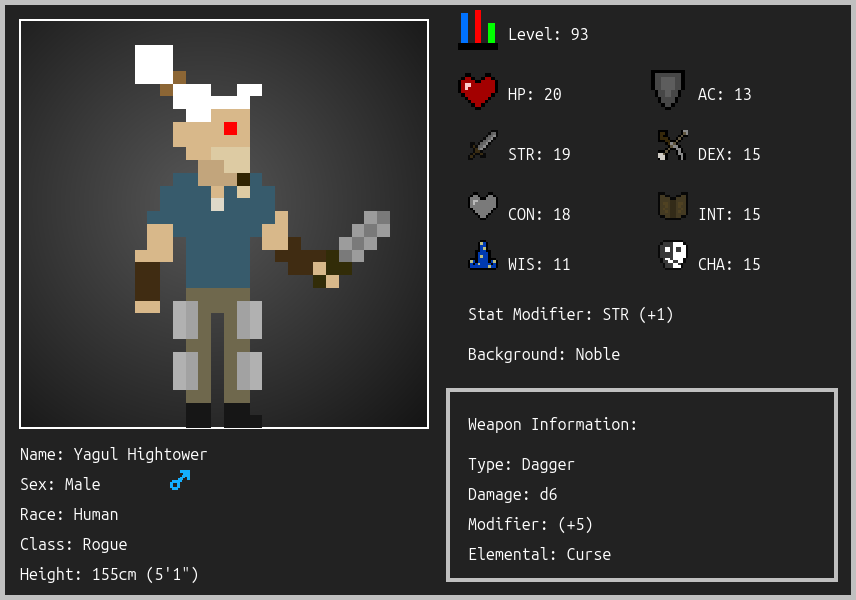 Level: 93
HP: 20
AC: 13
STR: 19
DEX: 15
CON: 18
INT: 15
WIS: 11
CHA: 15
Stat Modifier: STR (+1)
Background: Noble
Weapon Information:
Type: Dagger
Damage: d6
Modifier: (+5)
Elemental: Curse
Name: Yagul Hightower
Sex: Male
Race: Human
Class: Rogue
Height: 155cm (5'1")